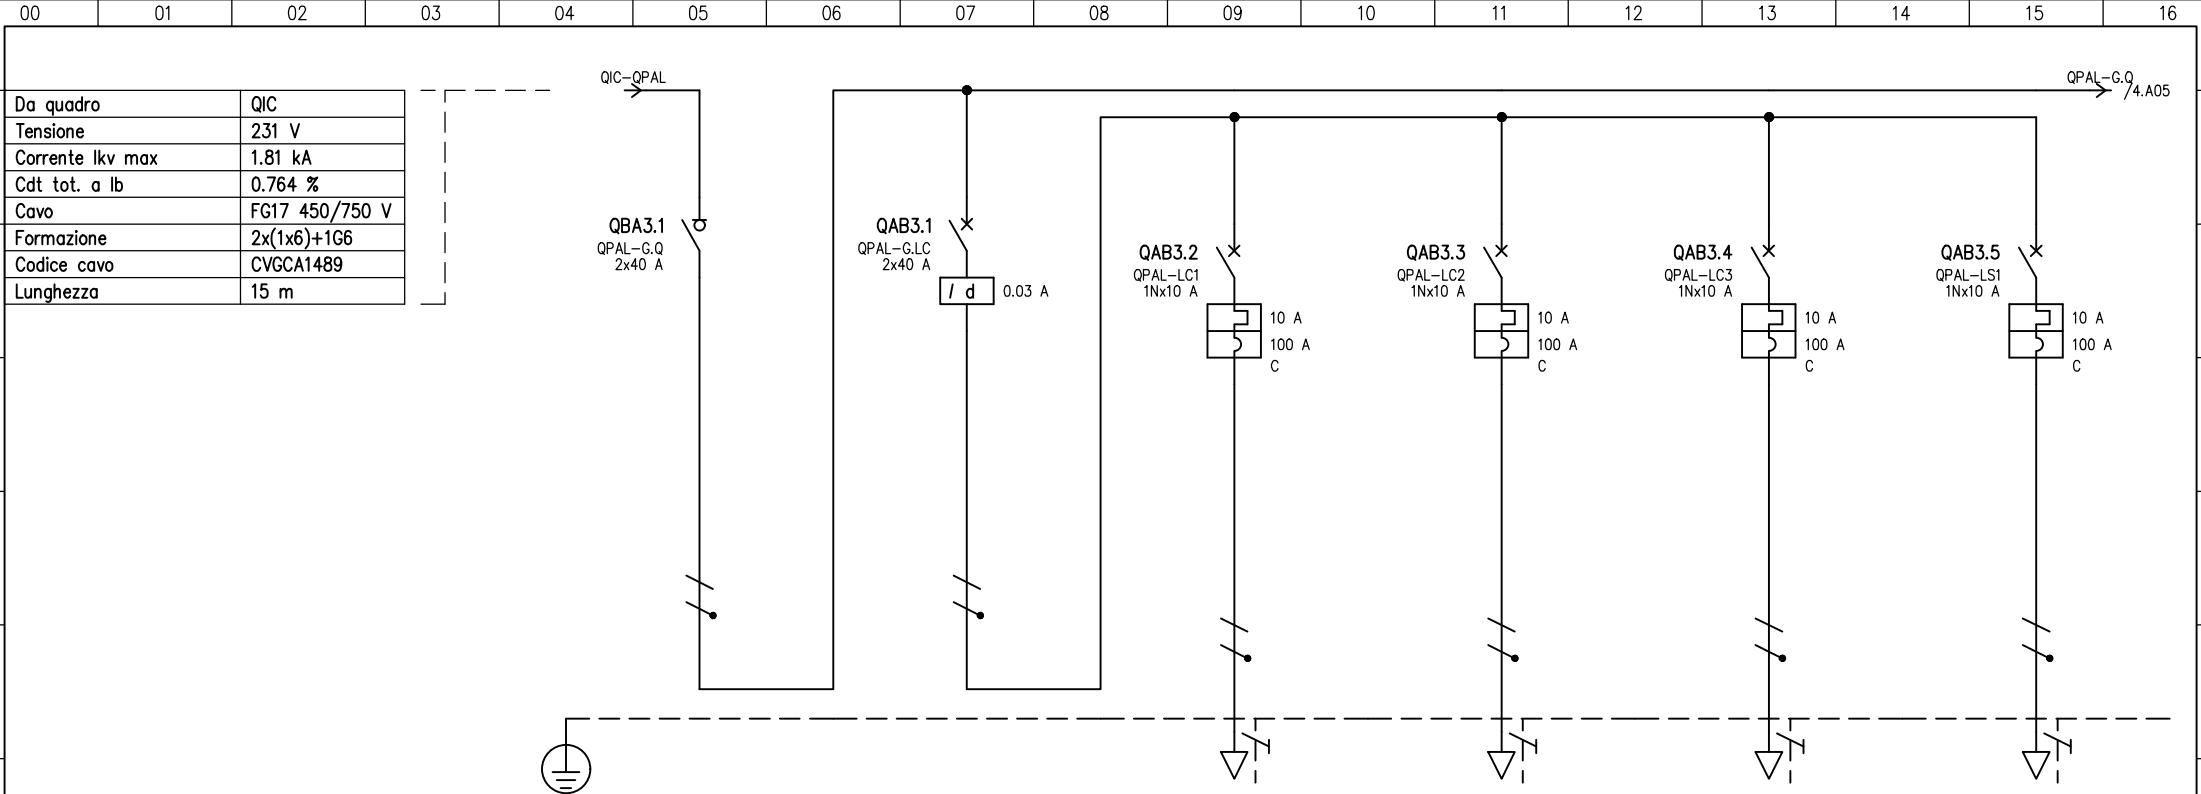 00 01 02 03 04 05 06 07 08 09 10 11 12 13 14 15 16
QIC-QPAL
QPAL-G.Q
/4.A05
Da quadro QIC
Tensione 231 V
Corrente Ikv max 1.81 kA
Cdt tot. a Ib 0.764 %
Cavo FG17 450/750 V
Formazione 2x(1x6)+1G6
Codice cavo CVGCA1489
Lunghezza 15 m
QBA3.1
QPAL-G.Q
2x40 A
QAB3.1
QPAL-G.LC
2x40 A
I d 0.03 A
QAB3.2
QPAL-LC1
1Nx10 A
10 A
100 A
C
QAB3.3
QPAL-LC2
1Nx10 A
10 A
100 A
C
QAB3.4
QPAL-LC3
1Nx10 A
10 A
100 A
C
QAB3.5
QPAL-LS1
1Nx10 A
10 A
100 A
C